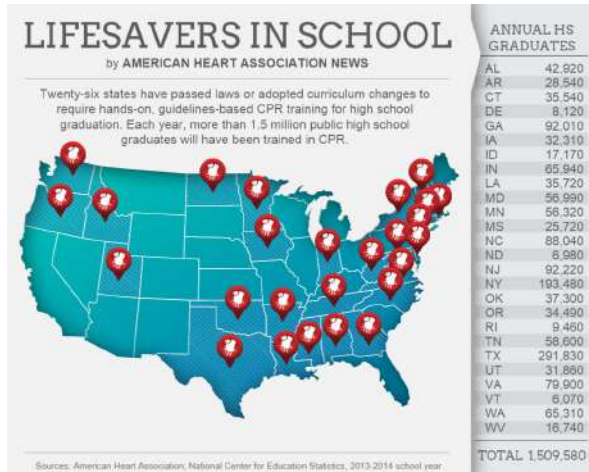 LIFESAVERS IN SCHOOL
by AMERICAN HEART ASSOCIATION NEWS
Twenty-six states have passed laws or adopted curriculum changes to
require hands-on, guidelines-based CPR training for high school
graduation. Each year, more than 1.5 million public high school
graduates will have been trained in CPR.
ANNUAL HS
GRADUATES
AL 42,920
AR 28,540
CT 35,540
DE 8,120
GA 92,010
IA 32,310
ID 17,170
IN 65,940
LA 35,720
MD 56,990
MN 56,320
MS 25,720
NC 88,040
ND 6,980
NJ 92,220
NY 193,480
OK 37,300
OR 34,490
RI 9,460
TN 58,600
TX 291,830
UT 31,860
VA 79,900
VT 6,070
WA 65,310
WV 16,740
TOTAL 1,509,580
Sources: American Heart Association; National Center for Education Statistics, 2013-2014 school year